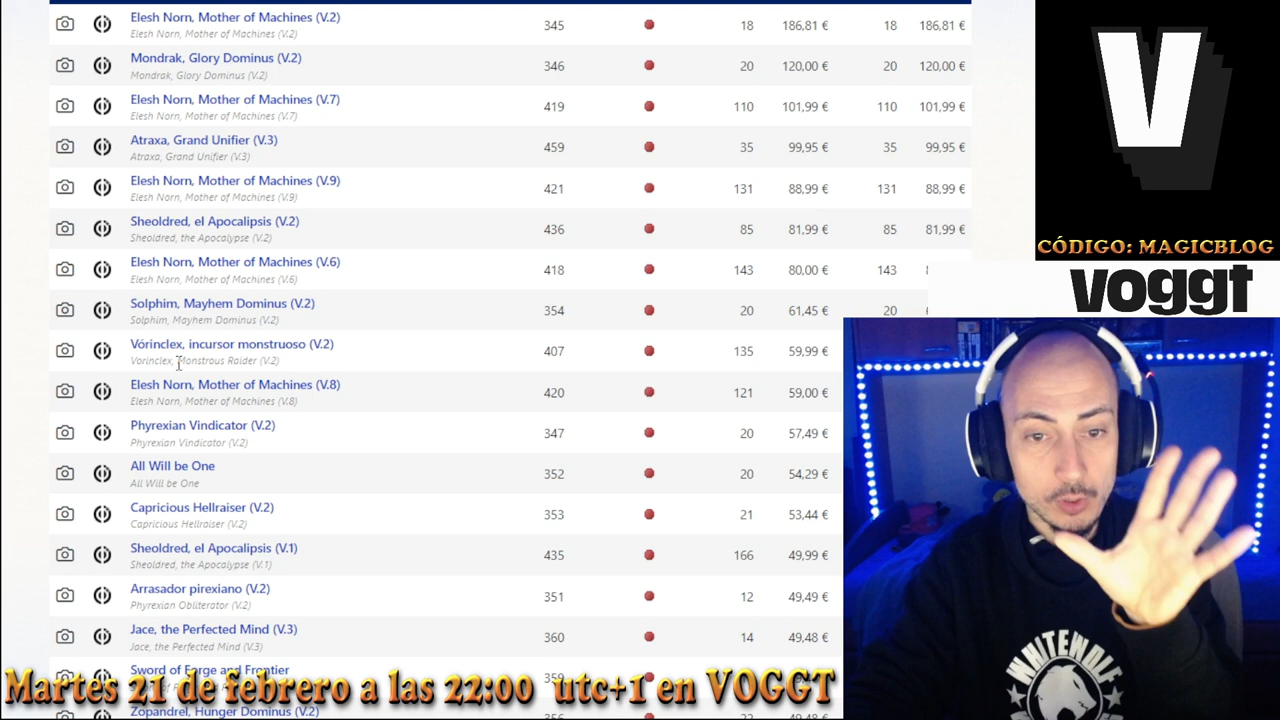 Elesh Norn, Mother of Machines (V.2) 345 18 186,81 € 18 186,81 €
Elesh Norn, Mother of Machines (V.2)
Mondrak, Glory Dominus (V.2) 346 20 120,00 € 20 120,00 €
Mondrak, Glory Dominus (V.2)
Elesh Norn, Mother of Machines (V.7) 419 110 101,99 € 110 101,99 €
Elesh Norn, Mother of Machines (V.7)
Atraxa, Grand Unifier (V.3) 459 35 99,95 € 35 99,95 €
Atraxa, Grand Unifier (V.3)
Elesh Norn, Mother of Machines (V.9) 421 131 88,99 € 131 88,99 €
Elesh Norn, Mother of Machines (V.9)
Sheoldred, el Apocalipsis (V.2) 436 85 81,99 € 85 81,99 €
Sheoldred, the Apocalypse (V.2)
Elesh Norn, Mother of Machines (V.6) 418 143 80,00 € 143
Elesh Norn, Mother of Machines (V.6)
Solphim, Mayhem Dominus (V.2) 354 20 61,45 € 20
Solphim, Mayhem Dominus (V.2)
Vórinclex, incursor monstruoso (V.2) 407 135 59,99 €
Vorinclex, Monstrous Raider (V.2)
Elesh Norn, Mother of Machines (V.8) 420 121 59,00 €
Elesh Norn, Mother of Machines (V.8)
Phyrexian Vindicator (V.2) 347 20 57,49 €
Phyrexian Vindicator (V.2)
All Will be One 352 20 54,29 €
All Will be One
Capricious Hellraiser (V.2) 353 21 53,44 €
Capricious Hellraiser (V.2)
Sheoldred, el Apocalipsis (V.1) 435 166 49,99 €
Sheoldred, the Apocalypse (V.1)
Arrasador pirexiano (V.2) 351 12 49,49 €
Phyrexian Obliterator (V.2)
Jace, the Perfected Mind (V.3) 360 14 49,48 €
Jace, the Perfected Mind (V.3)
Sword of Forge and Frontier
Zopandrel, Hunger Dominus (V.2)
Martes 21 de febrero a las 22:00 utc+1 en VOGGT
V
CÓDIGO: MAGICBLOG
voggt
WHITEWOLF